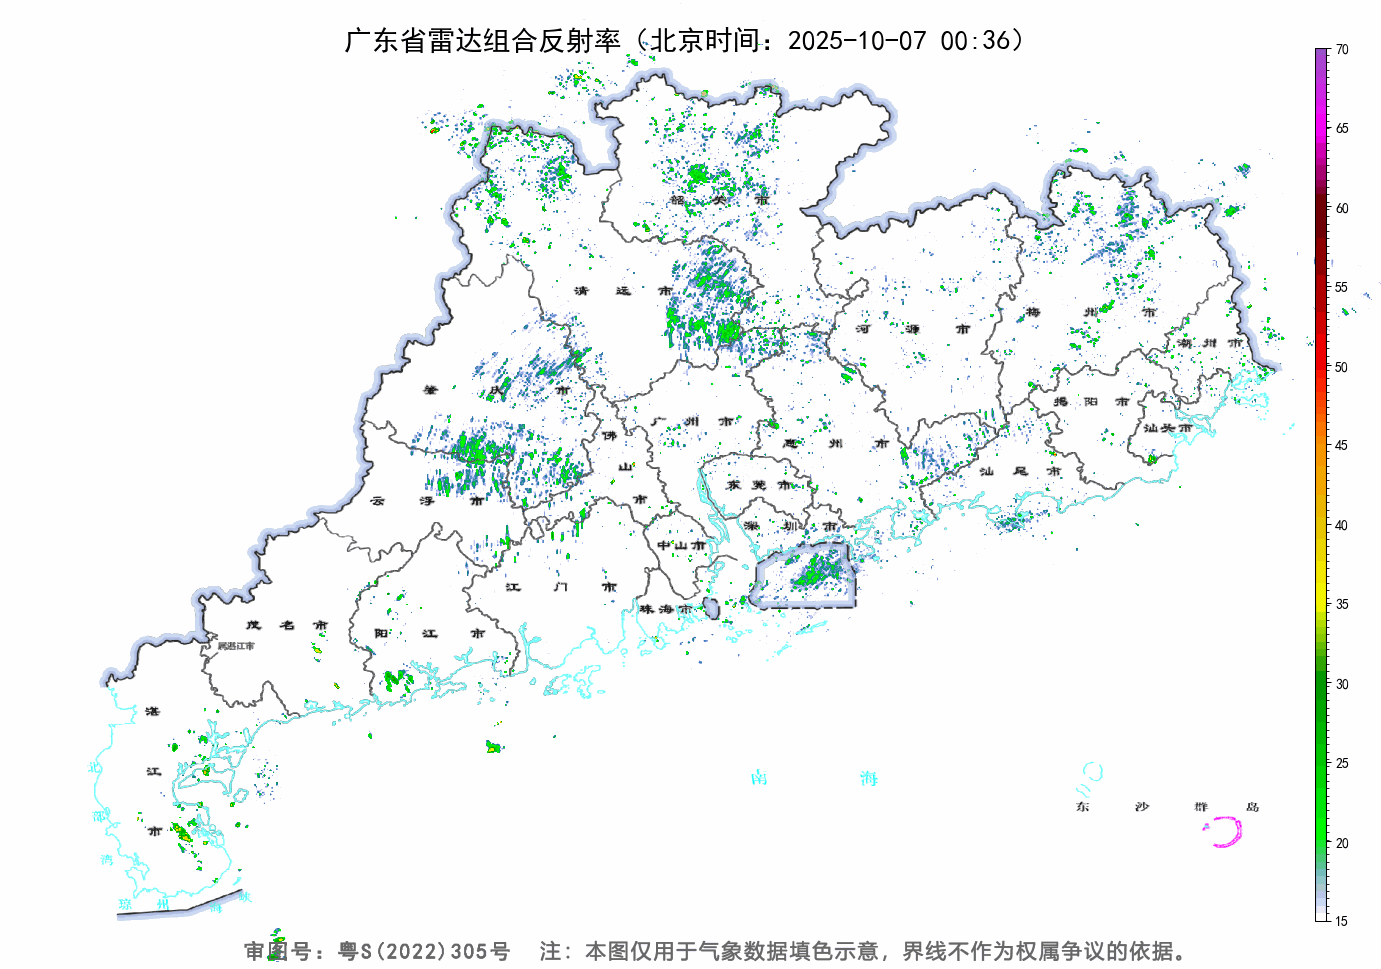 广东省雷达组合反射率（北京时间：2025-10-07 00:36）
70
65
60
55
50
45
40
35
30
25
20
15
韶关市
清远市
河源市
梅州市
潮州市
肇庆市
广州市
佛山市
惠州市
揭阳市
汕头市
汕尾市
东莞市
云浮市
深圳市
中山市
江门市
珠海市
茂名市
阳江市
属湛江市
湛江市
北部湾
南海
东沙群岛
琼州海峡
审图号：粤S(2022)305号 注：本图仅用于气象数据填色示意，界线不作为权属争议的依据。